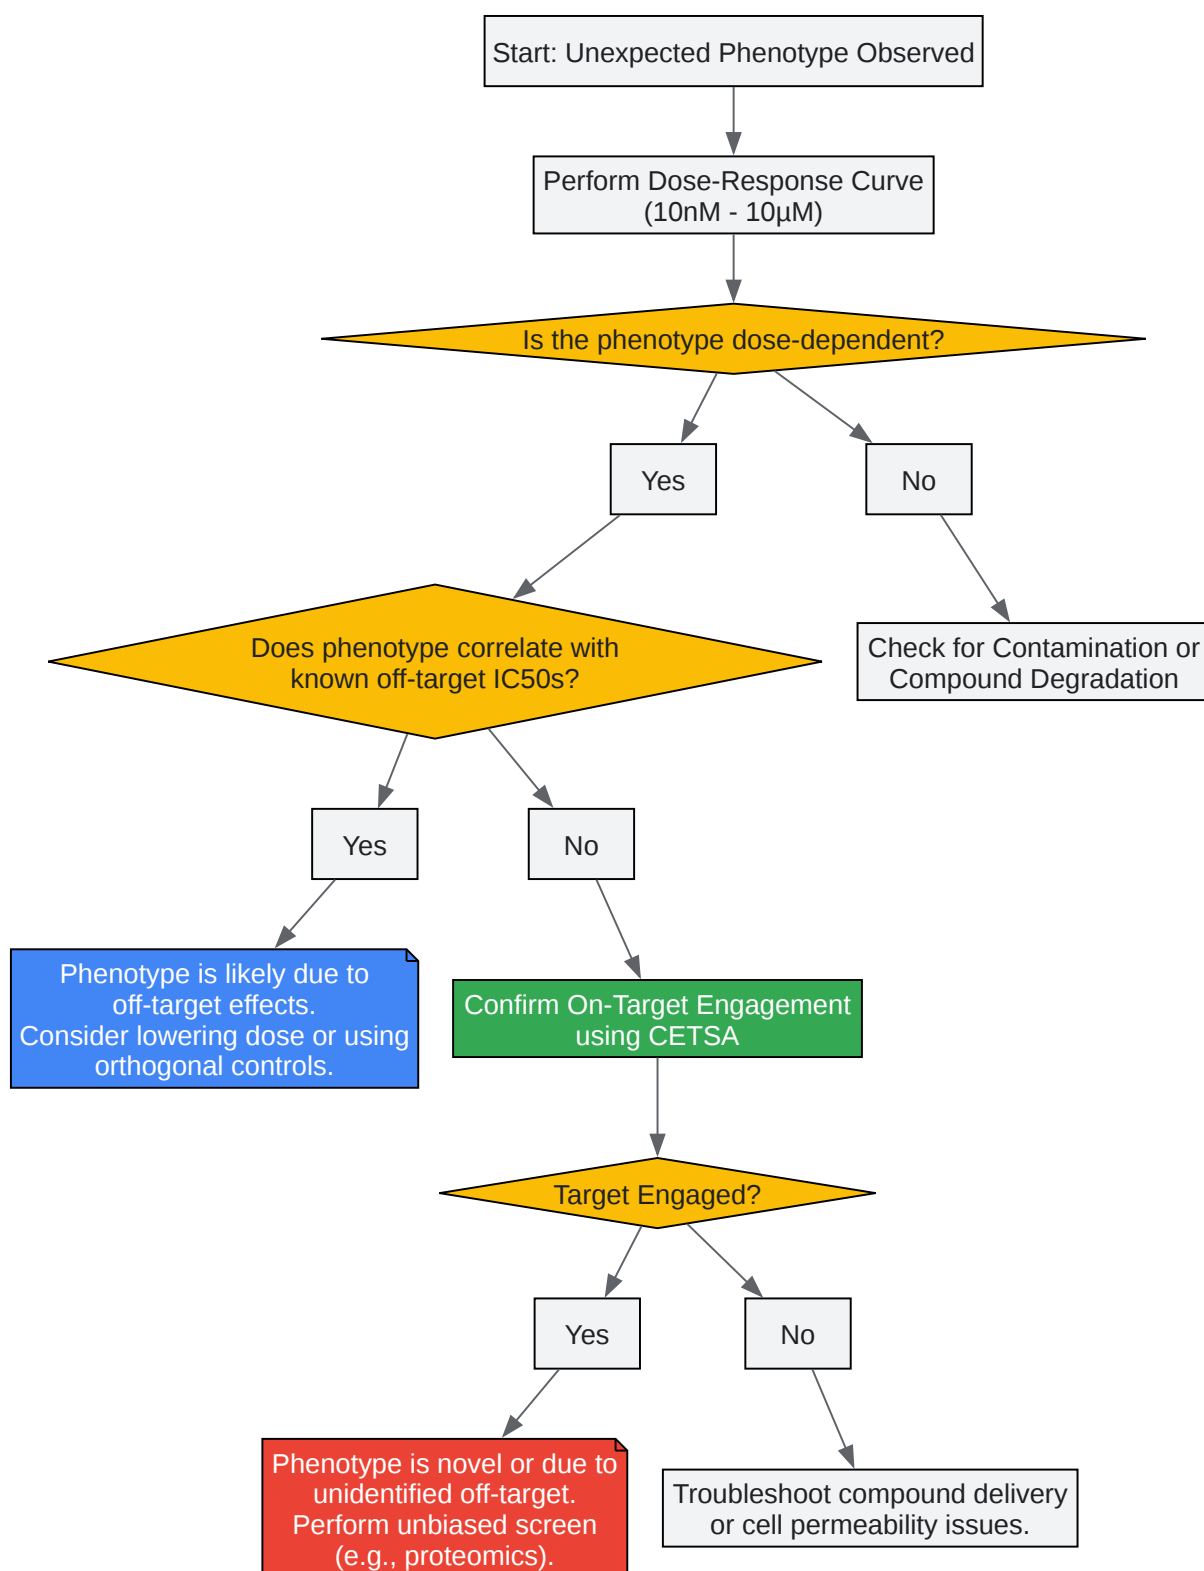 Start: Unexpected Phenotype Observed
Perform Dose-Response Curve
(10nM - 10µM)
Is the phenotype dose-dependent?
Yes
No
Does phenotype correlate with
known off-target IC50s?
Check for Contamination or
Compound Degradation
Yes
No
Phenotype is likely due to
off-target effects.
Consider lowering dose or using
orthogonal controls.
Confirm On-Target Engagement
using CETSA
Target Engaged?
Yes
No
Phenotype is novel or due to
unidentified off-target.
Perform unbiased screen
(e.g., proteomics).
Troubleshoot compound delivery
or cell permeability issues.